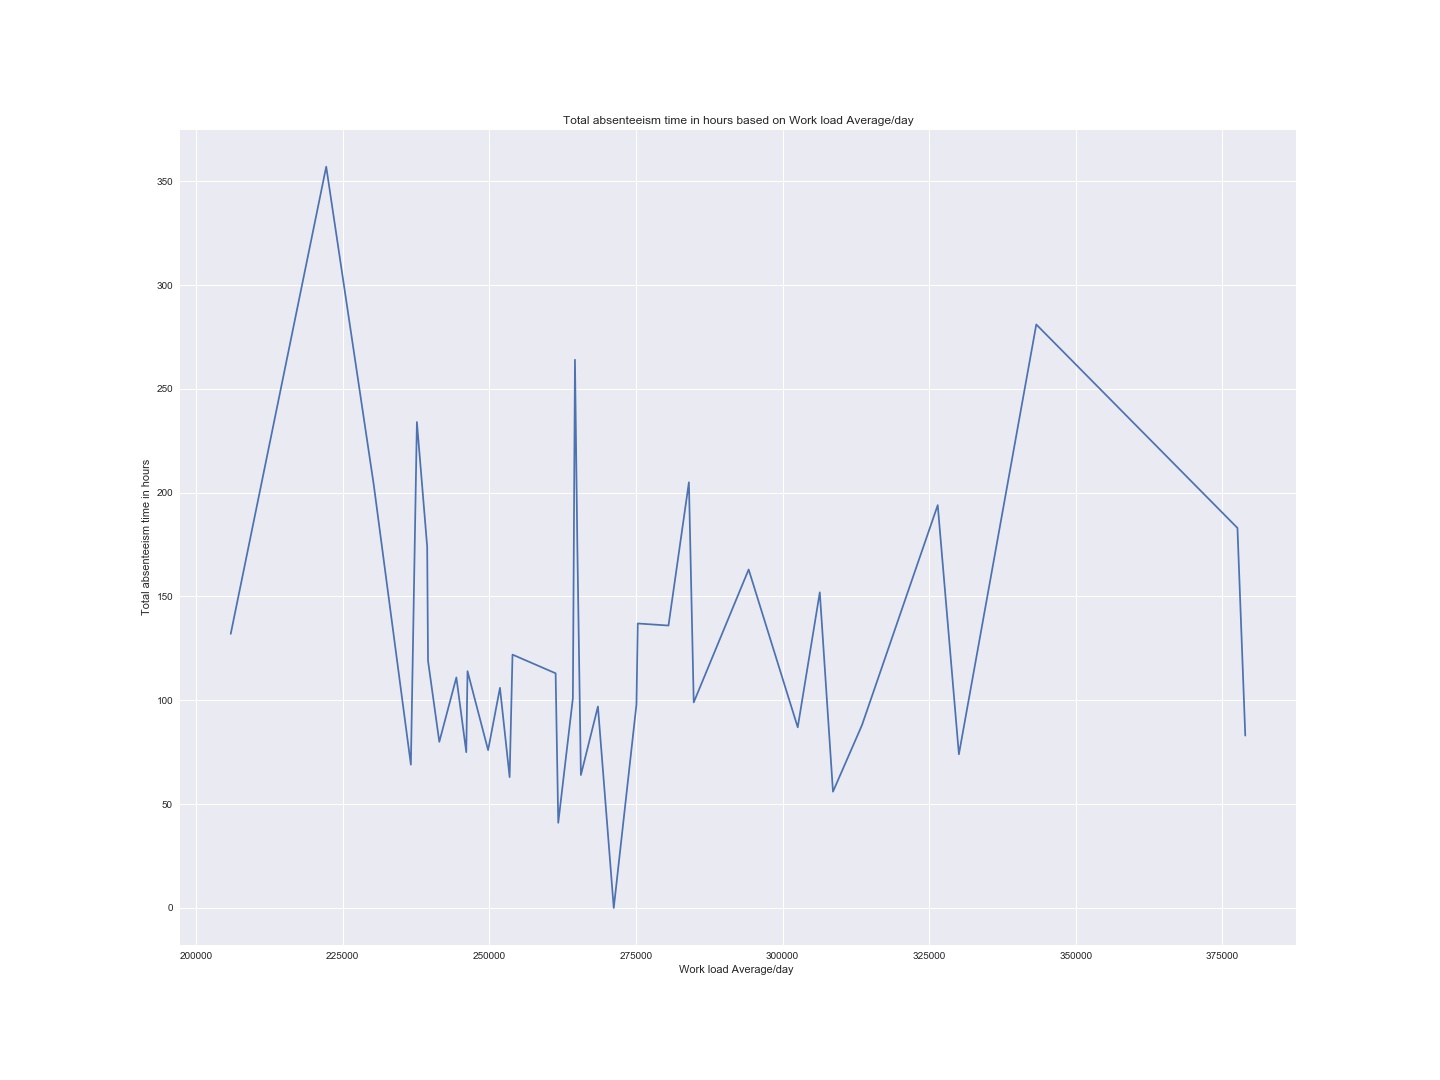 Total absenteeism time in hours based on Work load Average/day
Total absenteeism time in hours
350
300
250
200
150
100
50
0
200000 225000 250000 275000 300000 325000 350000 375000
Work load Average/day